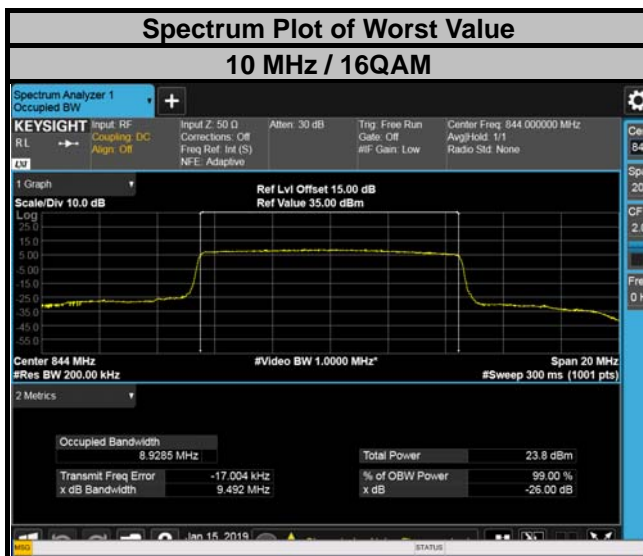 Spectrum Plot of Worst Value
10 MHz / 16QAM
Spectrum Analyzer 1
Occupied BW
+
KEYSIGHT
RL
LXI
Input: RF
Coupling: DC
Align: Off
Input Z: 50 Ω
Corrections: Off
Freq Ref: Int (S)
NFE: Adaptive
Atten: 30 dB
Trig: Free Run
Gate: Off
#IF Gain: Low
Center Freq: 844.000000 MHz
Avg|Hold: 1/1
Radio Std: None
1 Graph
Scale/Div 10.0 dB
Ref Lvl Offset 15.00 dB
Ref Value 35.00 dBm
Log
25.0
15.0
5.00
-5.00
-15.0
-25.0
-35.0
-45.0
-55.0
Center 844 MHz
#Res BW 200.00 kHz
#Video BW 1.0000 MHz*
Span 20 MHz
#Sweep 300 ms (1001 pts)
2 Metrics
Occupied Bandwidth
8.9285 MHz
Transmit Freq Error -17.004 kHz
x dB Bandwidth 9.492 MHz
Total Power 23.8 dBm
% of OBW Power 99.00 %
x dB -26.00 dB
Jan 15, 2019
MSG
STATUS